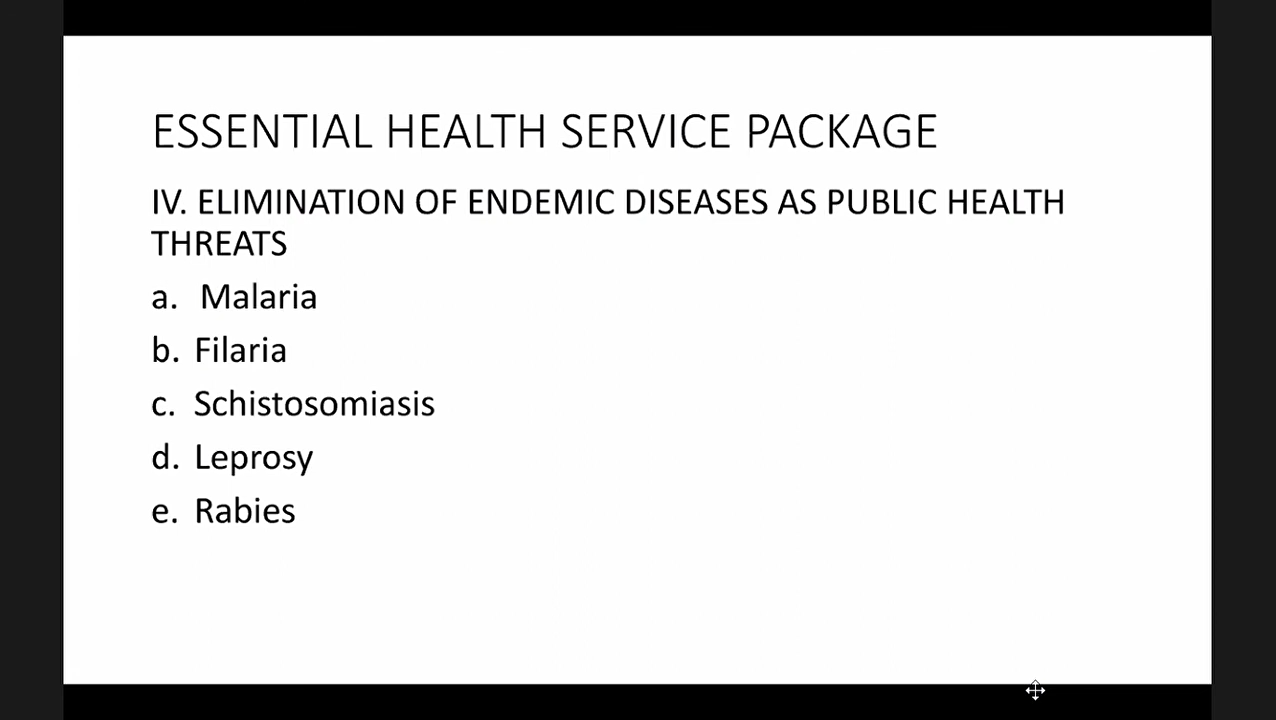 ESSENTIAL HEALTH SERVICE PACKAGE
IV. ELIMINATION OF ENDEMIC DISEASES AS PUBLIC HEALTH
THREATS
a. Malaria
b. Filaria
c. Schistosomiasis
d. Leprosy
e. Rabies